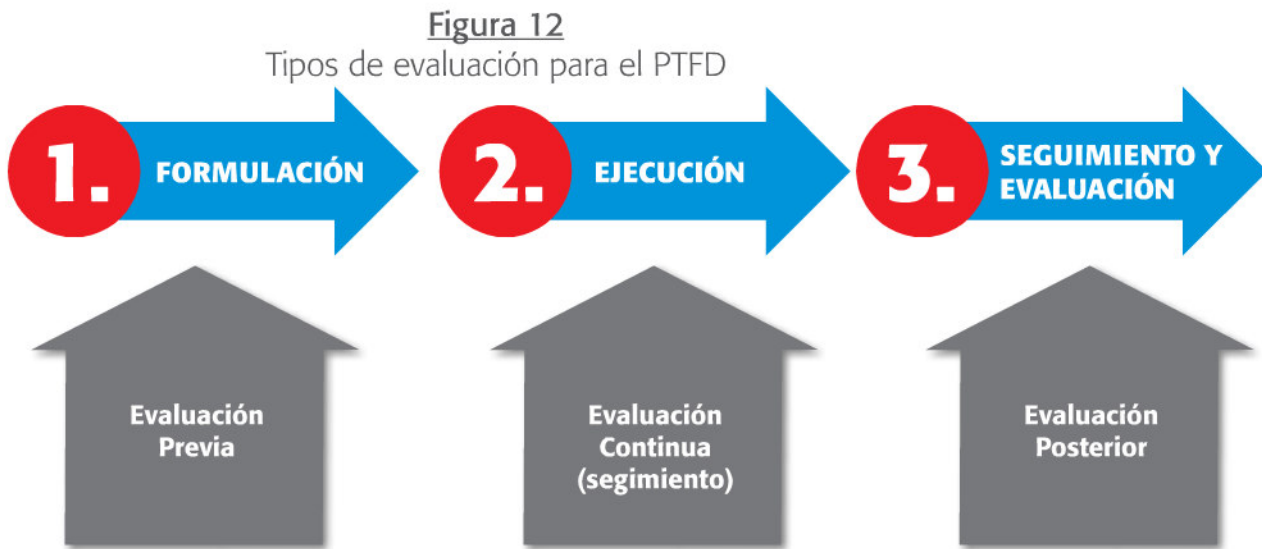 Figura 12
Tipos de evaluación para el PTFD
1. FORMULACIÓN
2. EJECUCIÓN
3. SEGUIMIENTO Y
EVALUACIÓN
Evaluación
Previa
Evaluación
Continua
(segimiento)
Evaluación
Posterior